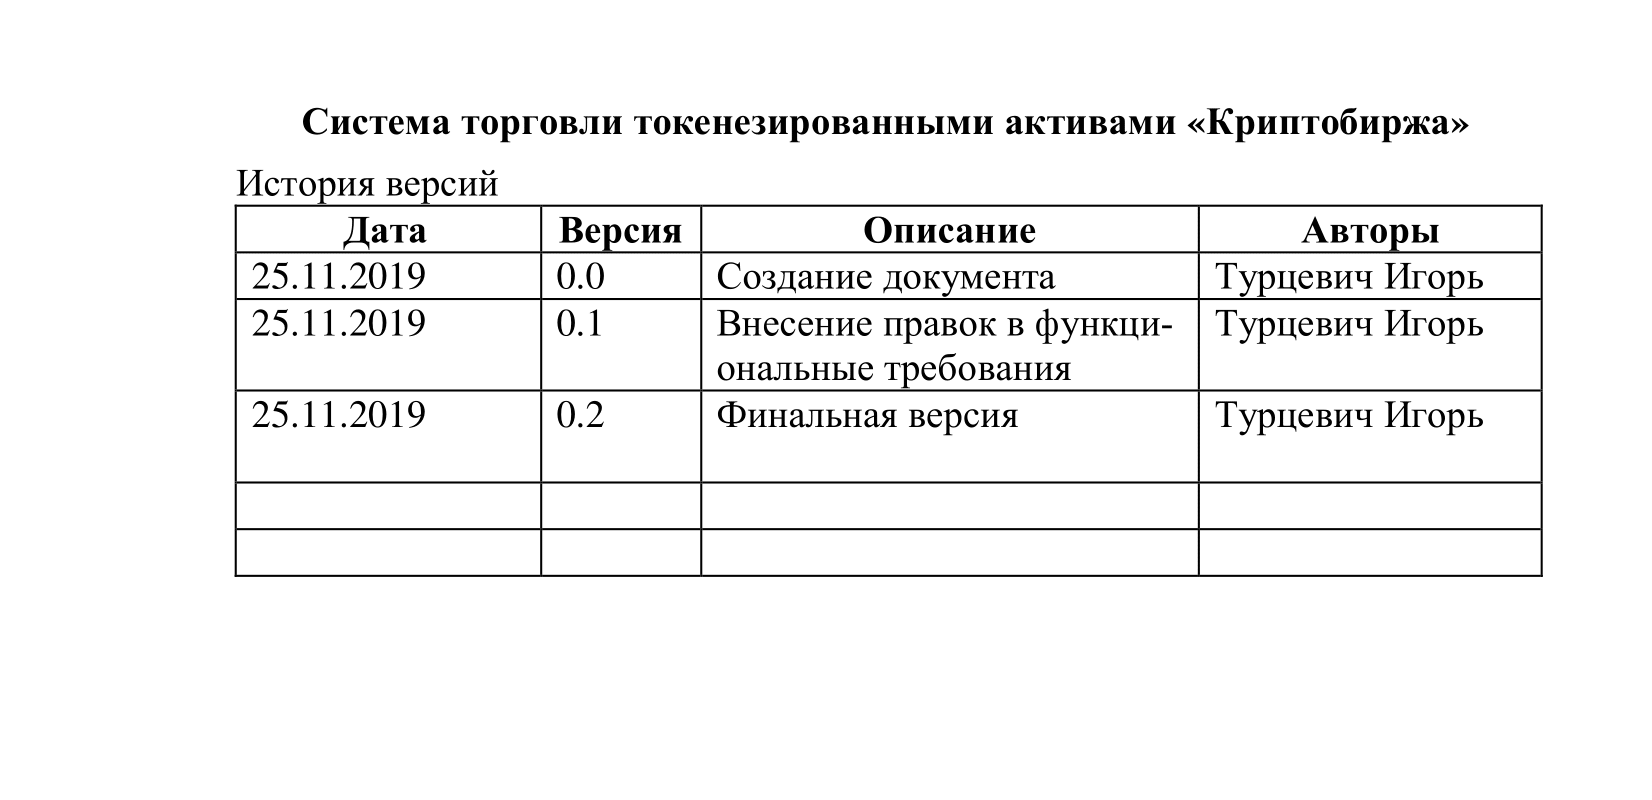 Система торговли токенезированными активами «Криптобиржа»
История версий
Дата Версия Описание Авторы
25.11.2019 0.0 Создание документа Турцевич Игорь
25.11.2019 0.1 Внесение правок в функци- Турцевич Игорь
ональные требования
25.11.2019 0.2 Финальная версия Турцевич Игорь